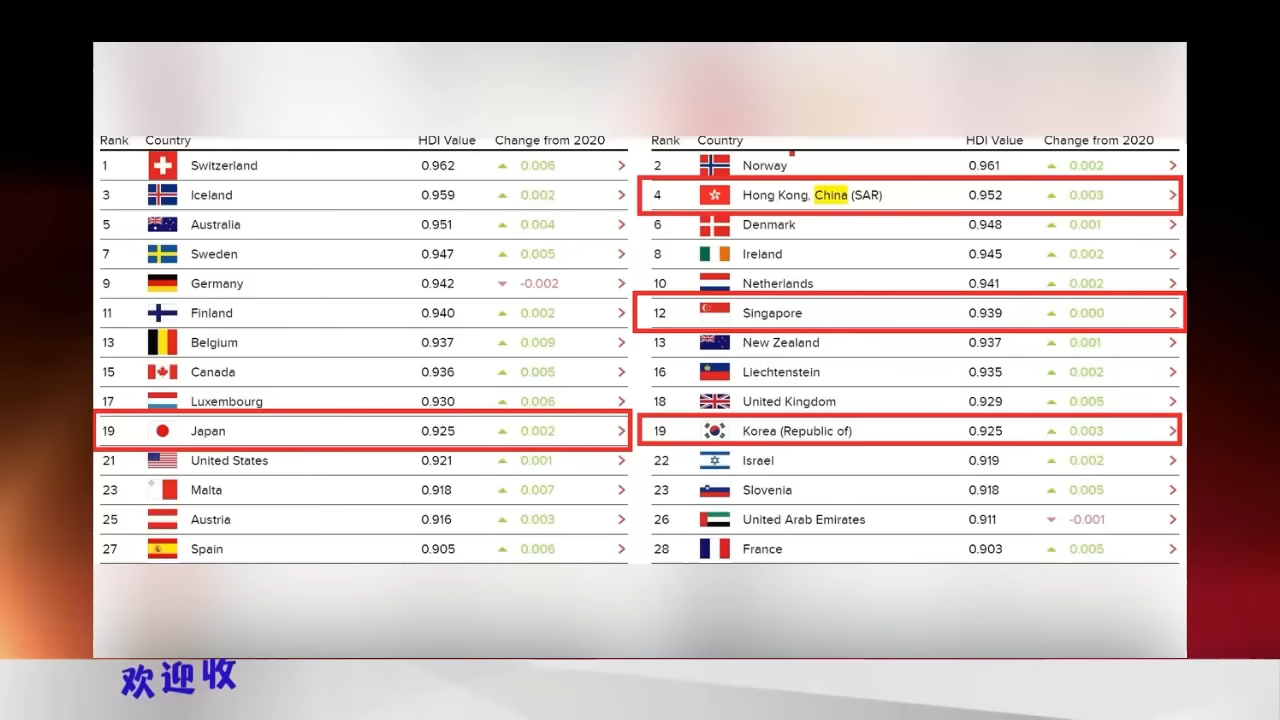 Rank Country HDI Value Change from 2020 Rank Country HDI Value Change from 2020
1 Switzerland 0.962 0.006 2 Norway 0.961 0.002
3 Iceland 0.959 0.002 4 Hong Kong, China (SAR) 0.952 0.003
5 Australia 0.951 0.004 6 Denmark 0.948 0.001
7 Sweden 0.947 0.005 8 Ireland 0.945 0.002
9 Germany 0.942 -0.002 10 Netherlands 0.941 0.002
11 Finland 0.940 0.002 12 Singapore 0.939 0.000
13 Belgium 0.937 0.009 13 New Zealand 0.937 0.001
15 Canada 0.936 0.005 16 Liechtenstein 0.935 0.002
17 Luxembourg 0.930 0.006 18 United Kingdom 0.929 0.005
19 Japan 0.925 0.002 19 Korea (Republic of) 0.925 0.003
21 United States 0.921 0.001 22 Israel 0.919 0.002
23 Malta 0.918 0.007 23 Slovenia 0.918 0.005
25 Austria 0.916 0.003 26 United Arab Emirates 0.911 -0.001
27 Spain 0.905 0.006 28 France 0.903 0.005
欢迎收